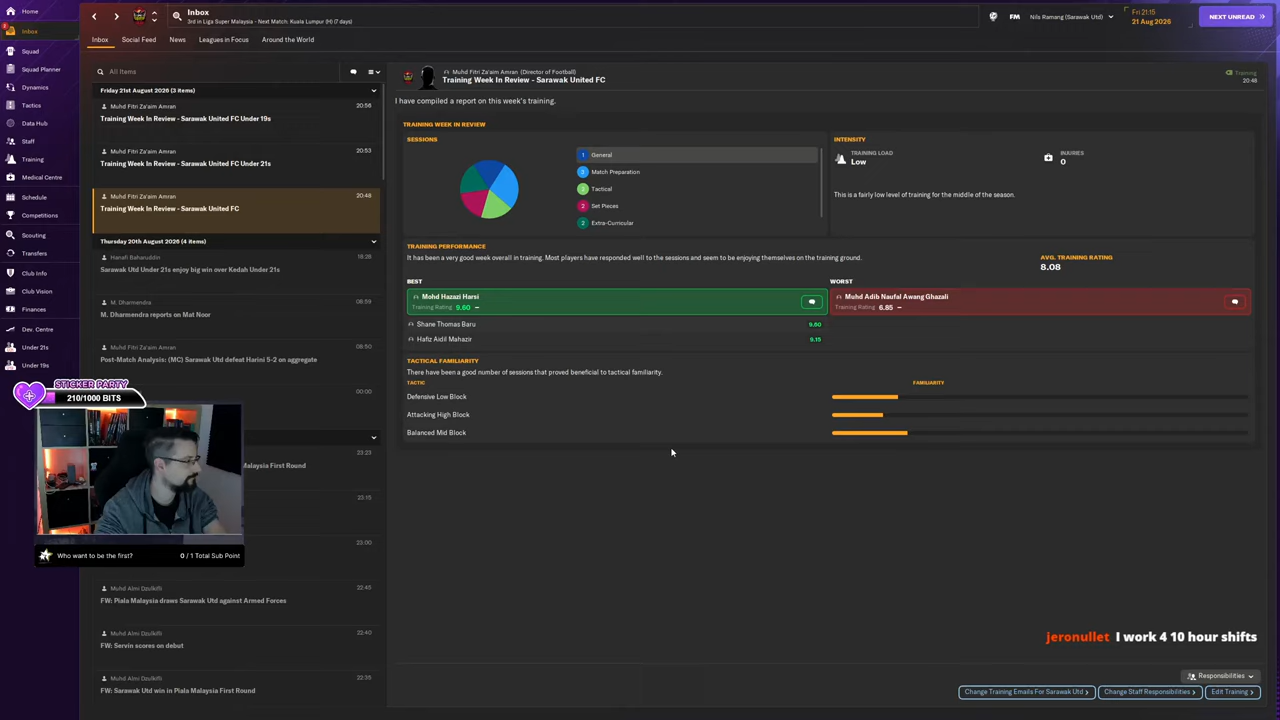 Home
Inbox
Squad
Squad Planner
Dynamics
Tactics
Data Hub
Staff
Training
Medical Centre
Schedule
Competitions
Scouting
Transfers
Club Info
Club Vision
Finances
Dev. Centre
Under 21s
Under 19s
Inbox
3rd in Liga Super Malaysia - Next Match: Kuala Lumpur (H) (7 days)
FM Nils Ramang (Sarawak Utd)
Fri 21:15
21 Aug 2026
NEXT UNREAD
Inbox Social Feed News Leagues in Focus Around the World
All Items
Friday 21st August 2026 (3 items)
Muhd Fitri Za'aim Amran 20:56
Training Week In Review - Sarawak United FC Under 19s
Muhd Fitri Za'aim Amran 20:53
Training Week In Review - Sarawak United FC Under 21s
Muhd Fitri Za'aim Amran 20:48
Training Week In Review - Sarawak United FC
Thursday 20th August 2026 (4 items)
Hanafi Baharuddin 18:28
Sarawak Utd Under 21s enjoy big win over Kedah Under 21s
M. Dharmendra 08:59
M. Dharmendra reports on Mat Noor
Muhd Fitri Za'aim Amran 08:50
Post-Match Analysis: (MC) Sarawak Utd defeat Harini 5-2 on aggregate
00:00
23:23
alaysia First Round
23:15
23:00
Muhd Almi Dzulkifli 22:45
FW: Piala Malaysia draws Sarawak Utd against Armed Forces
Muhd Almi Dzulkifli 22:40
FW: Servin scores on debut
Muhd Almi Dzulkifli 22:35
FW: Sarawak Utd win in Piala Malaysia First Round
STICKER PARTY
210/1000 BITS
Who want to be the first? 0 / 1 Total Sub Point
Muhd Fitri Za'aim Amran (Director of Football)
Training Week In Review - Sarawak United FC
Training
20:48
I have compiled a report on this week's training.
TRAINING WEEK IN REVIEW
SESSIONS
1 General
3 Match Preparation
2 Tactical
2 Set Pieces
2 Extra-Curricular
INTENSITY
TRAINING LOAD
Low
INJURIES
0
This is a fairly low level of training for the middle of the season.
TRAINING PERFORMANCE
It has been a very good week overall in training. Most players have responded well to the sessions and seem to be enjoying themselves on the training ground.
AVG. TRAINING RATING
8.08
BEST
Mohd Hazazi Harsi
Training Rating: 9.60 –
Shane Thomas Baru 9.60
Hafiz Aidil Mahazir 9.15
WORST
Muhd Adib Naufal Awang Ghazali
Training Rating: 6.85 –
TACTICAL FAMILIARITY
There have been a good number of sessions that proved beneficial to tactical familiarity.
TACTIC FAMILIARITY
Defensive Low Block
Attacking High Block
Balanced Mid Block
jeronullet I work 4 10 hour shifts
Responsibilities
Change Training Emails For Sarawak Utd
Change Staff Responsibilities
Edit Training